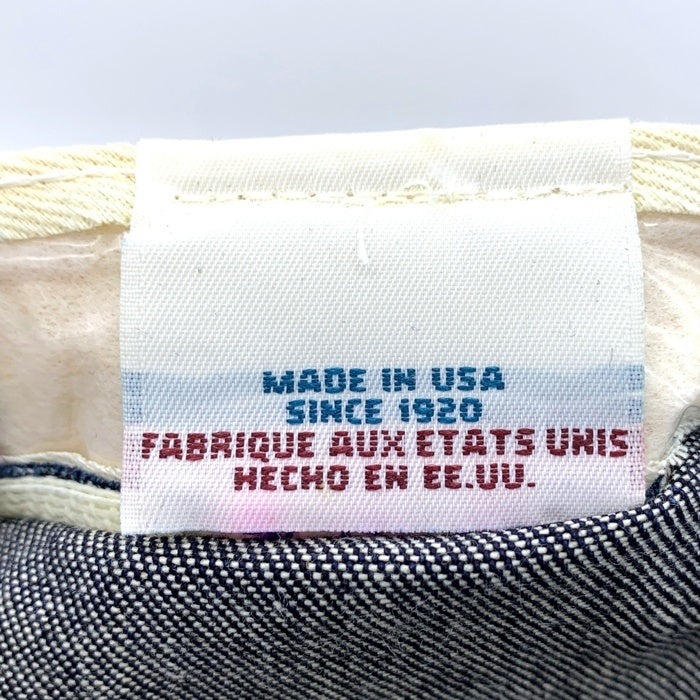 MADE IN USA
SINCE 1920
FABRIQUE AUX ETATS UNIS
HECHO EN EE.UU.